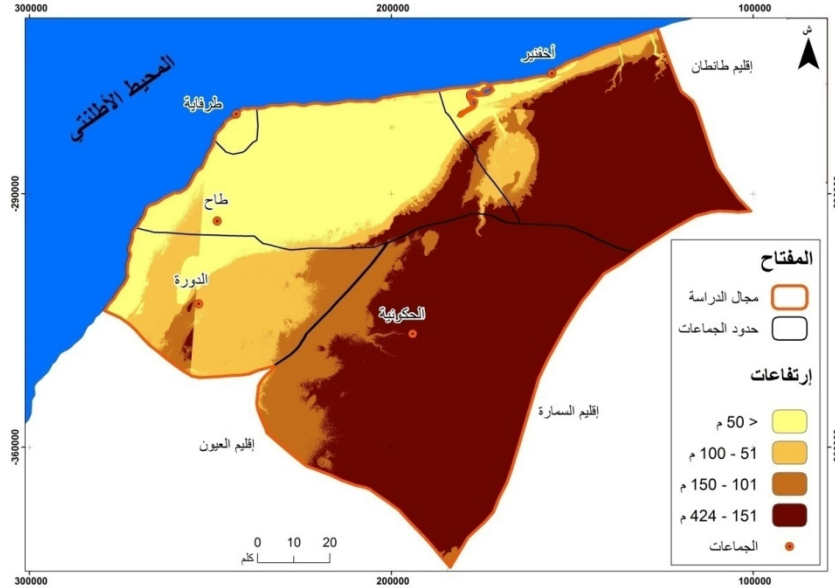 300000
200000
100000
ش
إقليم طانطان
أخفنير
المحيط الأطلنتي
طرفاية
-290000
طاح
الدورة
الحكونية
المفتاح
مجال الدراسة
حدود الجماعات
إرتفاعات
< 50 م
51 - 100 م
101 - 150 م
151 - 424 م
الجماعات
إقليم السمارة
إقليم العيون
-360000
0 10 20
كلم
300000
200000
100000